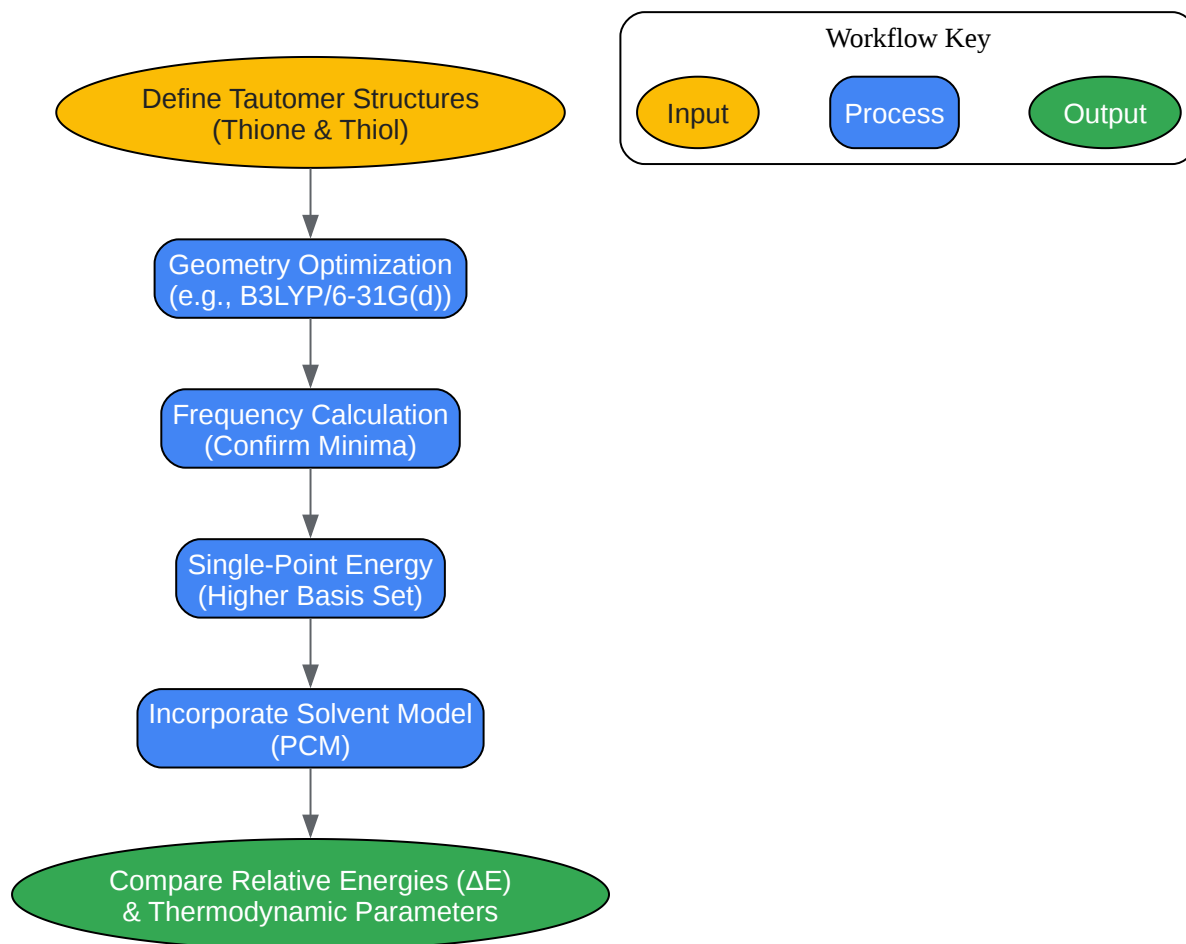 Workflow Key
Input
Process
Output
Define Tautomer Structures
(Thione & Thiol)
Geometry Optimization
(e.g., B3LYP/6-31G(d))
Frequency Calculation
(Confirm Minima)
Single-Point Energy
(Higher Basis Set)
Incorporate Solvent Model
(PCM)
Compare Relative Energies (ΔE)
& Thermodynamic Parameters